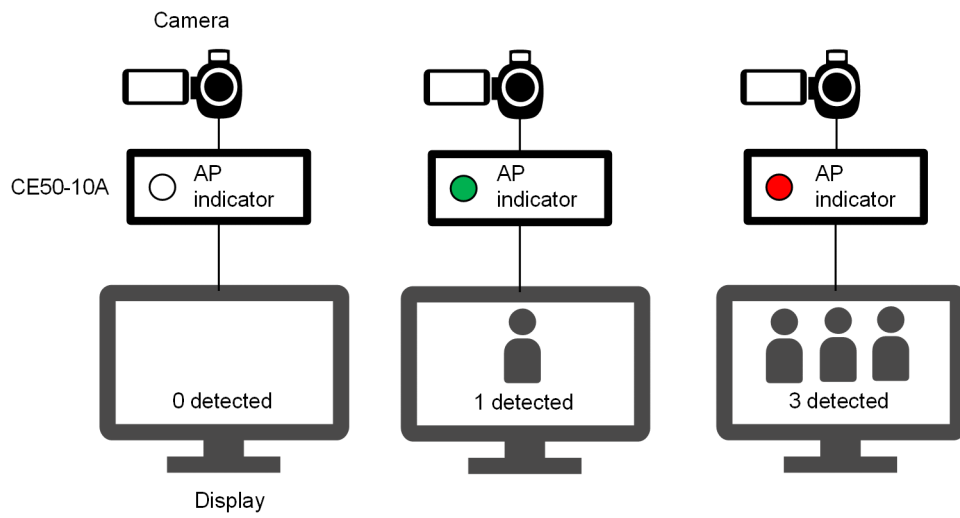 Camera
CE50-10A
AP
indicator
AP
indicator
AP
indicator
0 detected
1 detected
3 detected
Display